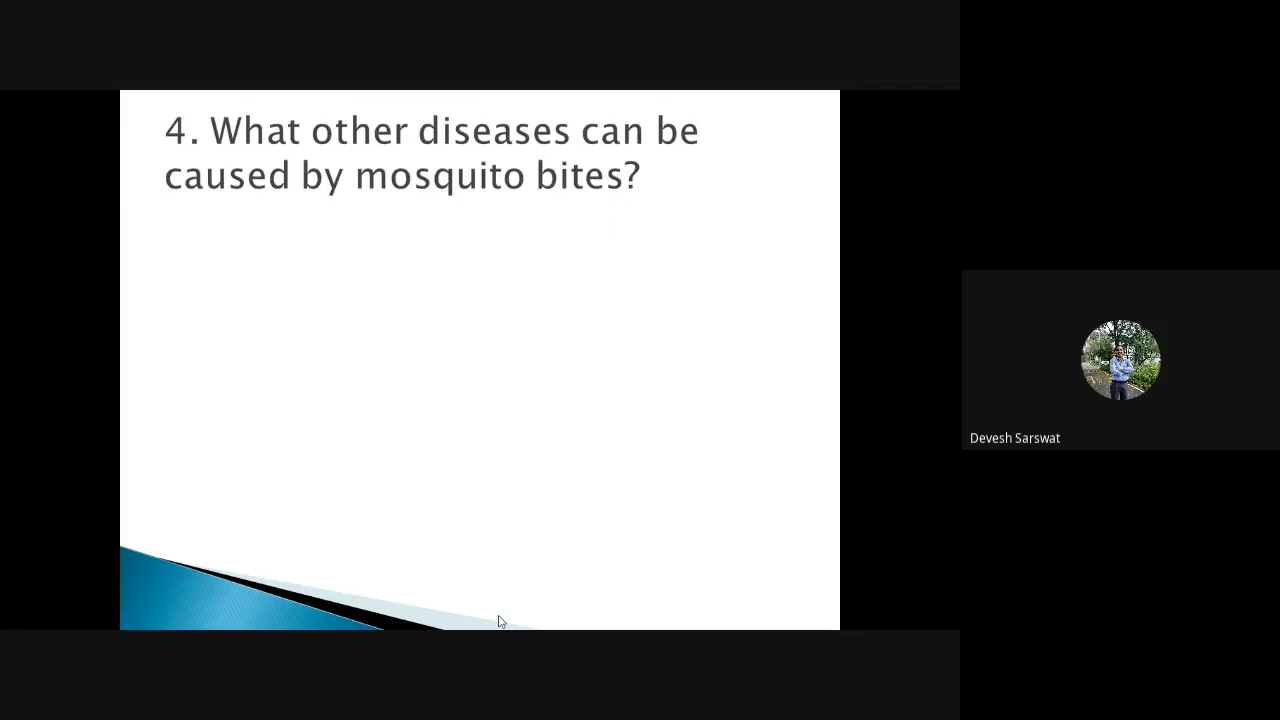 4. What other diseases can be
caused by mosquito bites?
Devesh Sarswat